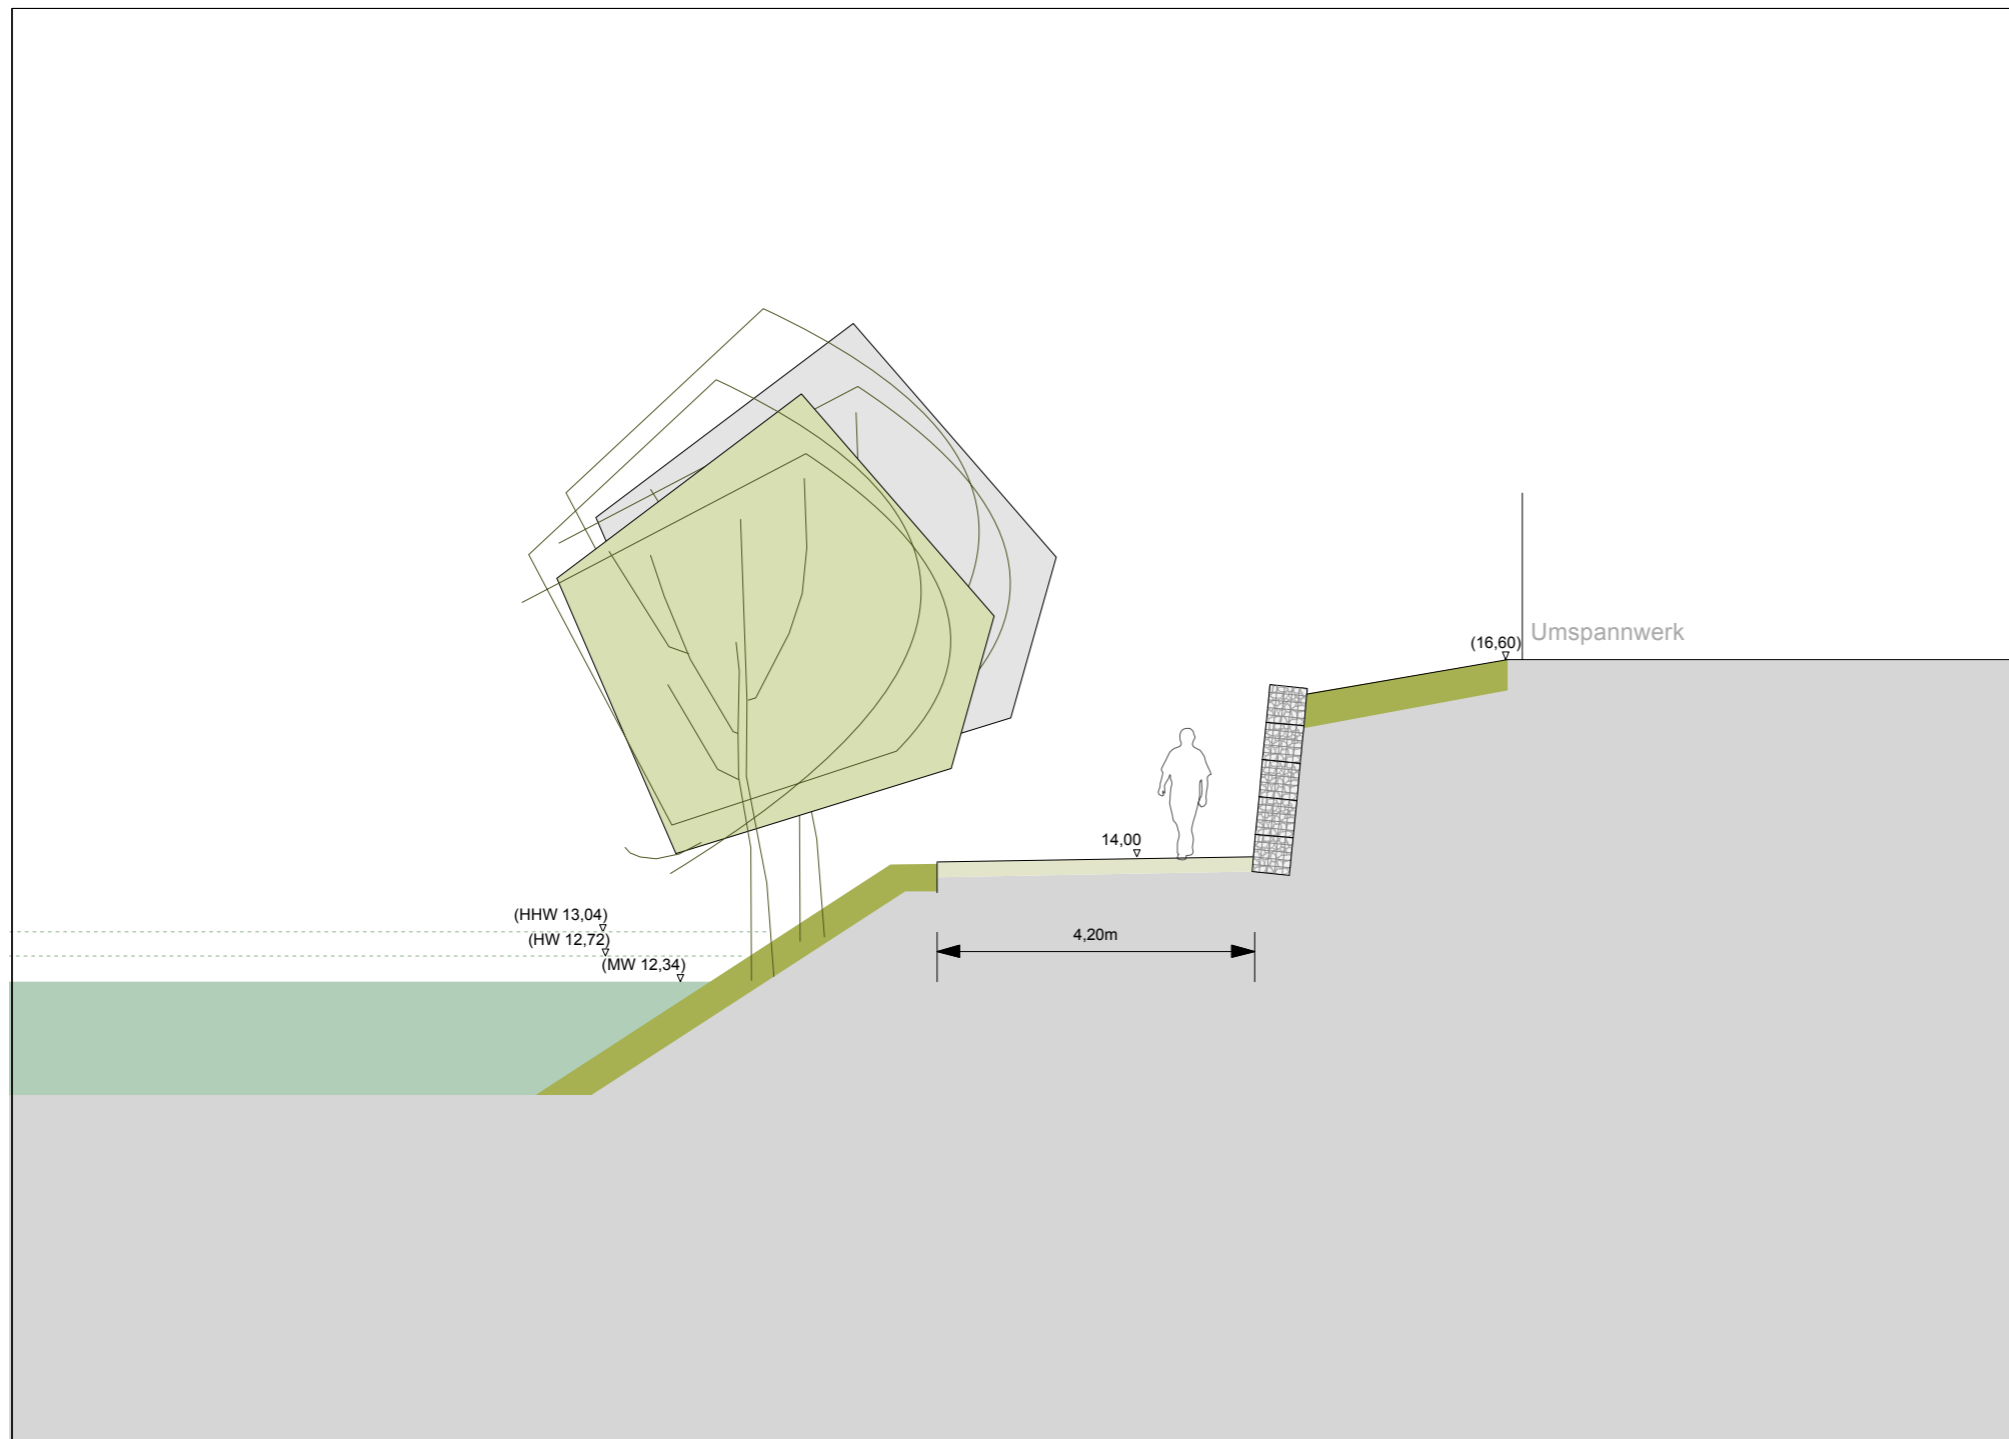 Umspannwerk
(16,60)
14,00
(HHW 13,04)
(HW 12,72)
(MW 12,34)
4,20m